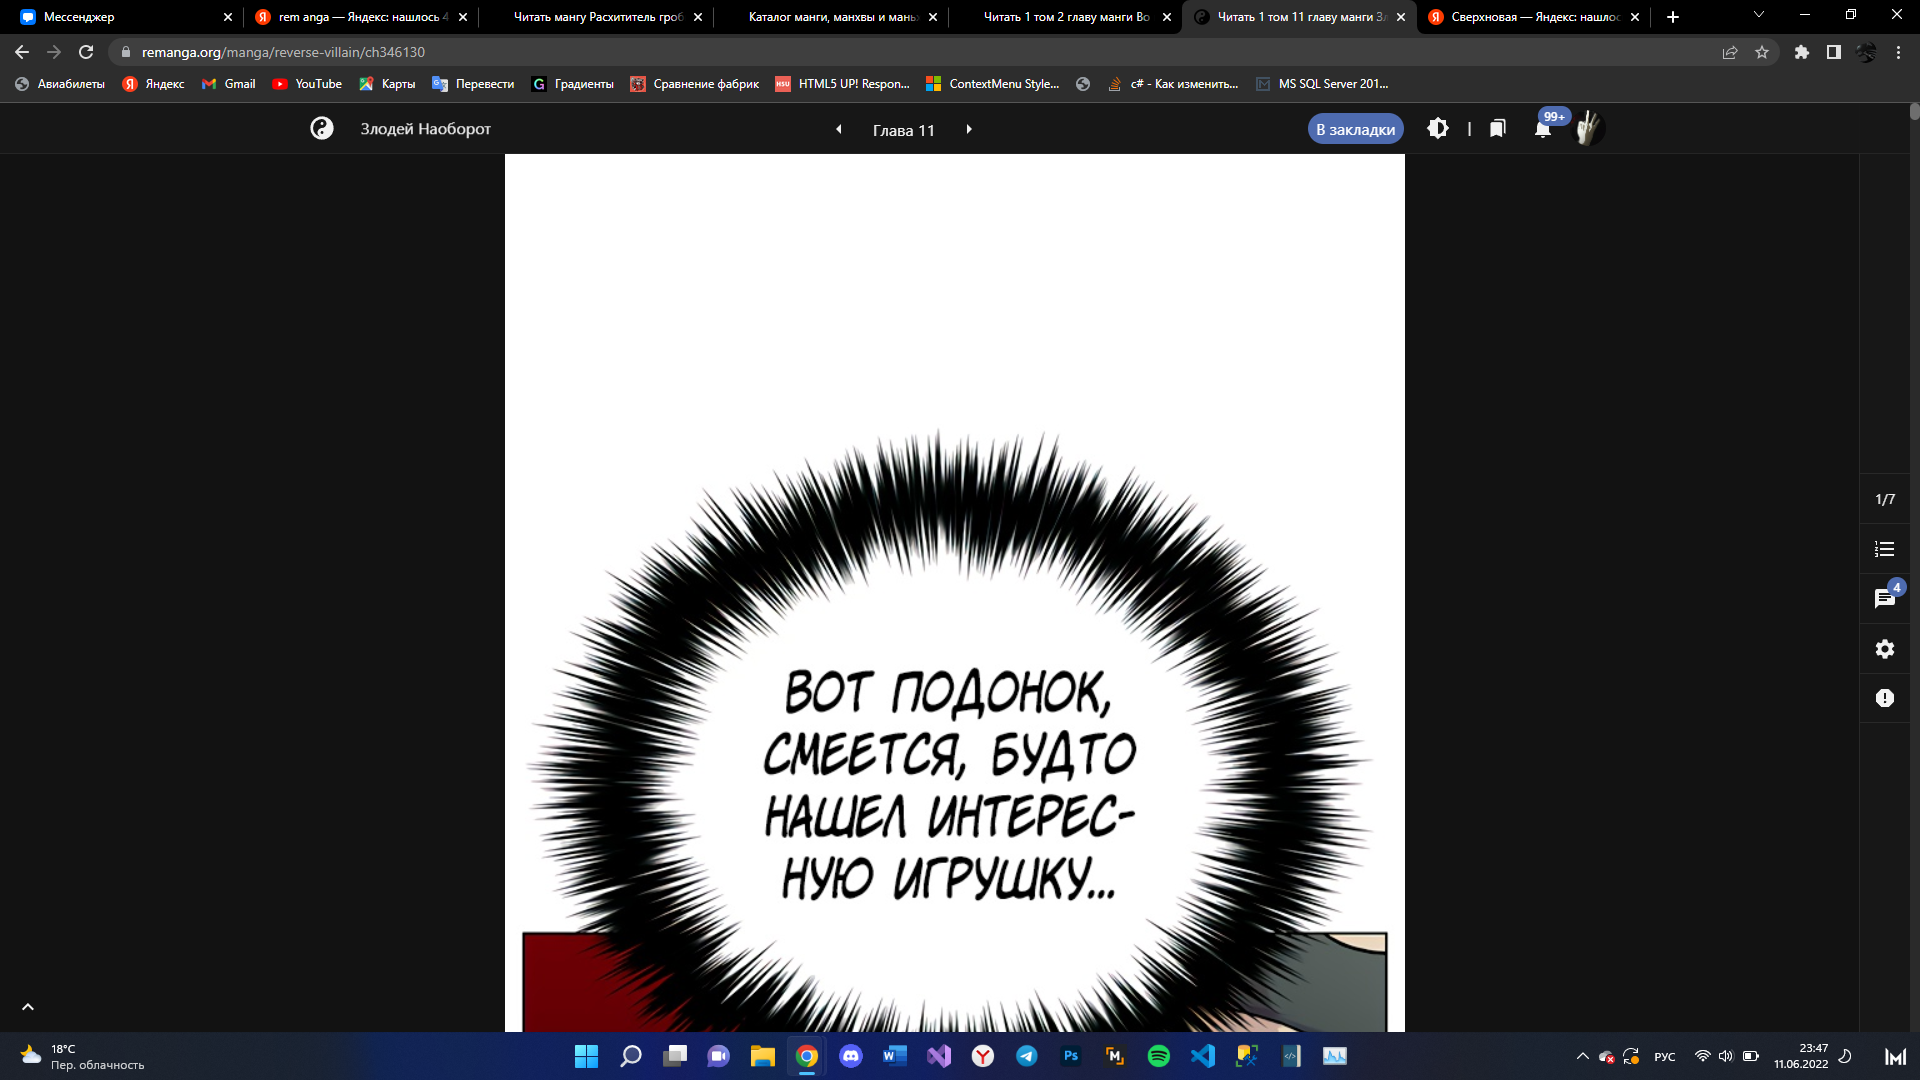 Мессенджер
rem anga — Яндекс: нашлось 4
Читать мангу Расхититель гроб
Каталог манги, манхвы и мань
Читать 1 том 2 главу манги Во
Читать 1 том 11 главу манги Зл
Сверхновая — Яндекс: нашлос
remanga.org/manga/reverse-villain/ch346130
Авиабилеты
Яндекс
Gmail
YouTube
Карты
Перевести
Градиенты
Сравнение фабрик
HTML5 UP! Respon...
ContextMenu Style...
c# - Как изменить...
MS SQL Server 201...
Злодей Наоборот
Глава 11
В закладки
99+
1/7
4
ВОТ ПОДОНОК,
СМЕЕТСЯ, БУДТО
НАШЕЛ ИНТЕРЕС-
НУЮ ИГРУШКУ...
18°C
Пер. облачность
РУС
23:47
11.06.2022